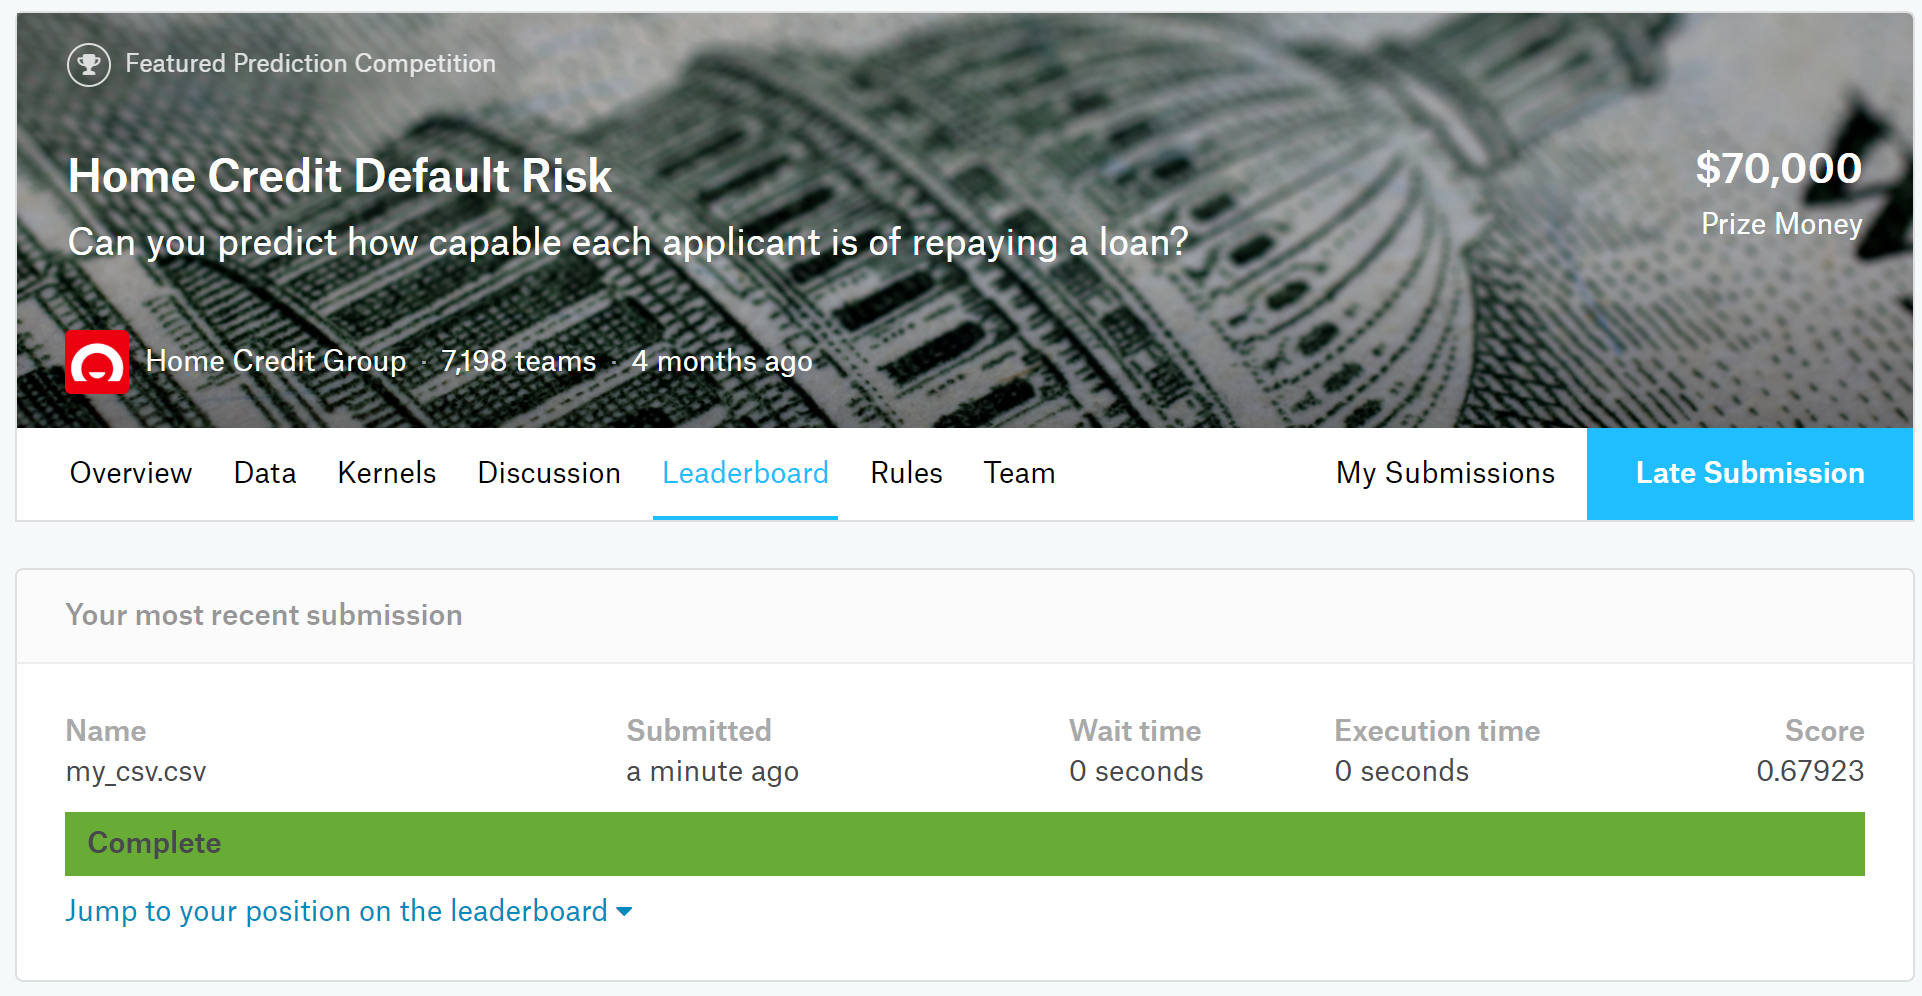 Featured Prediction Competition
Home Credit Default Risk
$70,000
Can you predict how capable each applicant is of repaying a loan?
Prize Money
Home Credit Group · 7,198 teams · 4 months ago
Overview Data Kernels Discussion Leaderboard Rules Team My Submissions Late Submission
Your most recent submission
Name Submitted Wait time Execution time Score
my_csv.csv a minute ago 0 seconds 0 seconds 0.67923
Complete
Jump to your position on the leaderboard